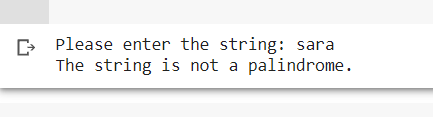 Please enter the string: sara
The string is not a palindrome.